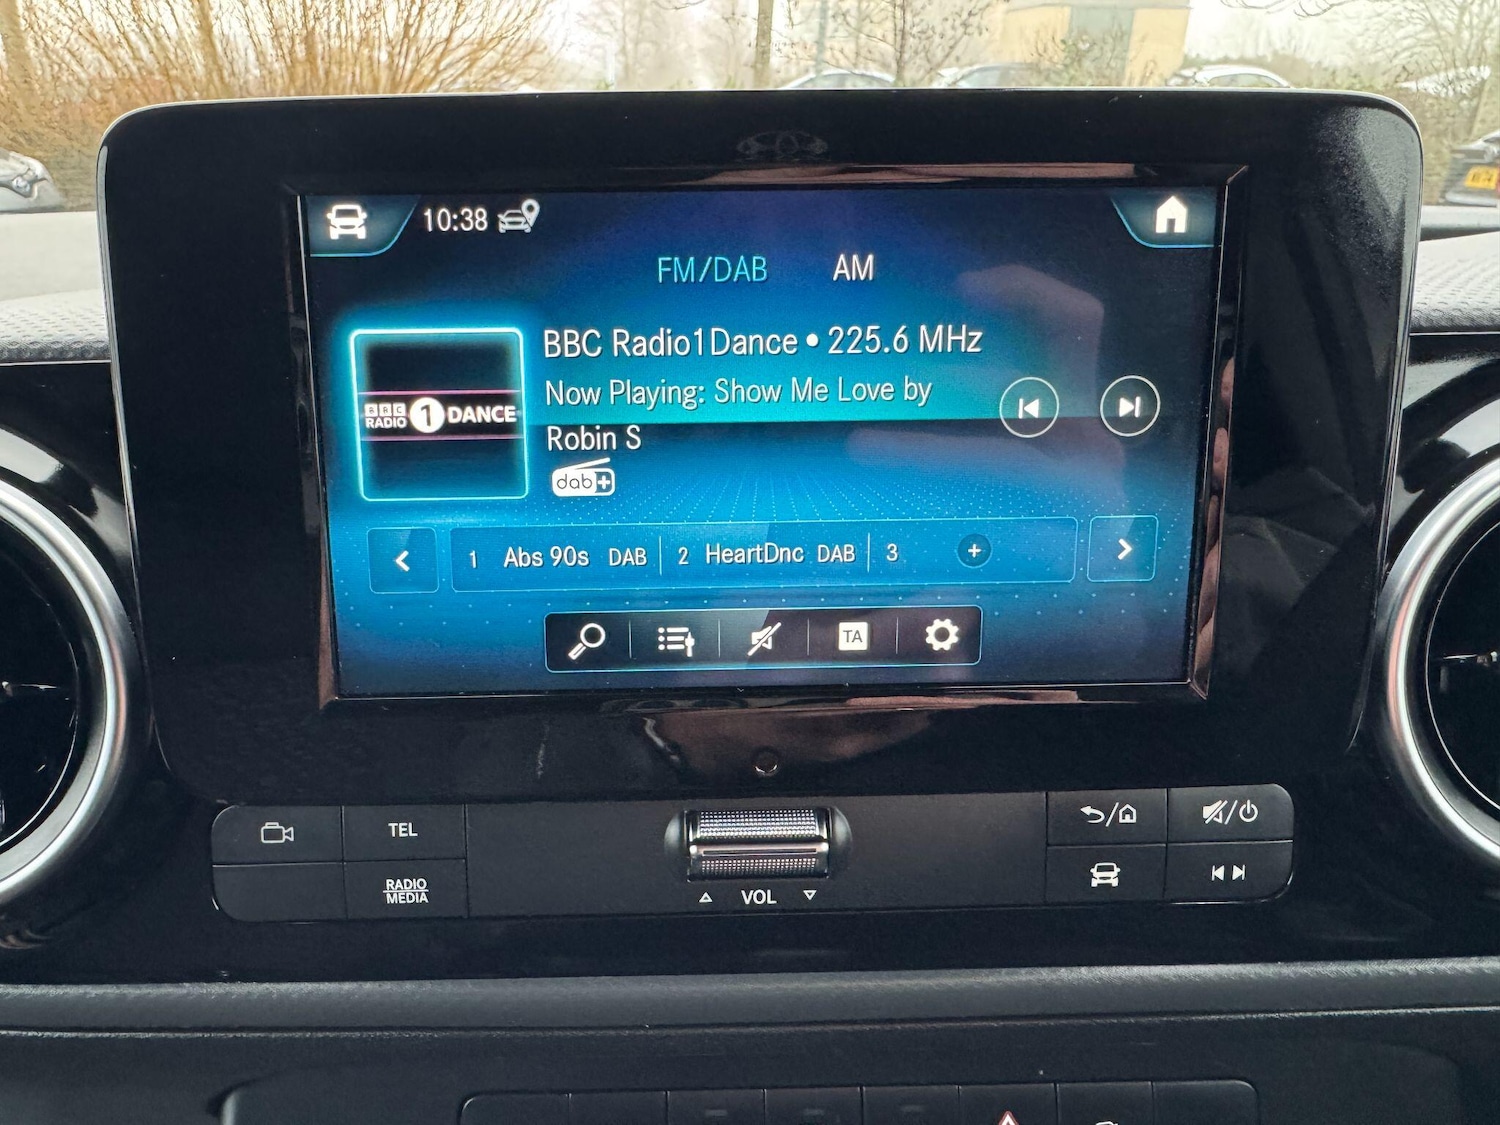 10:38
FM/DAB AM
BBC Radio1Dance • 225.6 MHz
Now Playing: Show Me Love by
Robin S
BBC
RADIO 1 DANCE
dab+
1 Abs 90s DAB 2 HeartDnc DAB 3 +
TA
TEL
RADIO
MEDIA
VOL